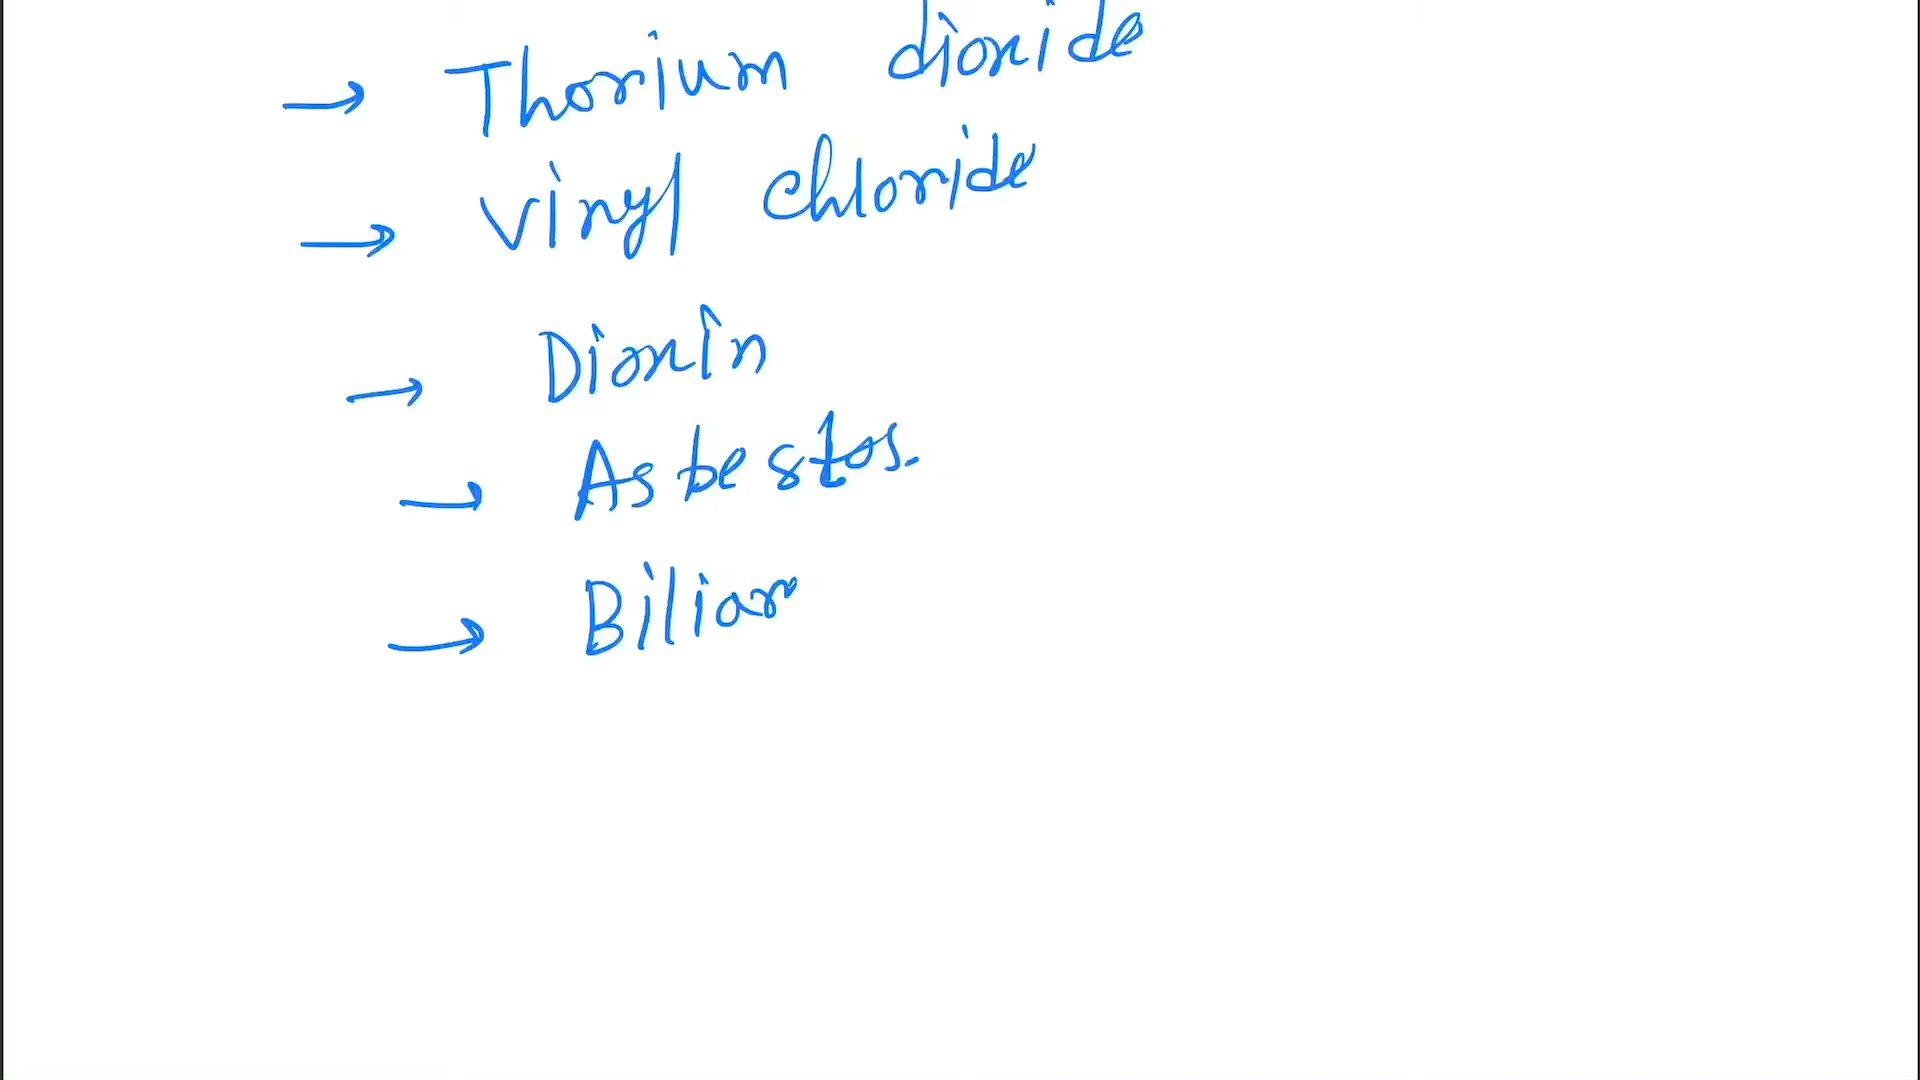 → Thorium dioxide
→ Vinyl chloride
→ Dioxin
→ Asbestos.
→ Biliar